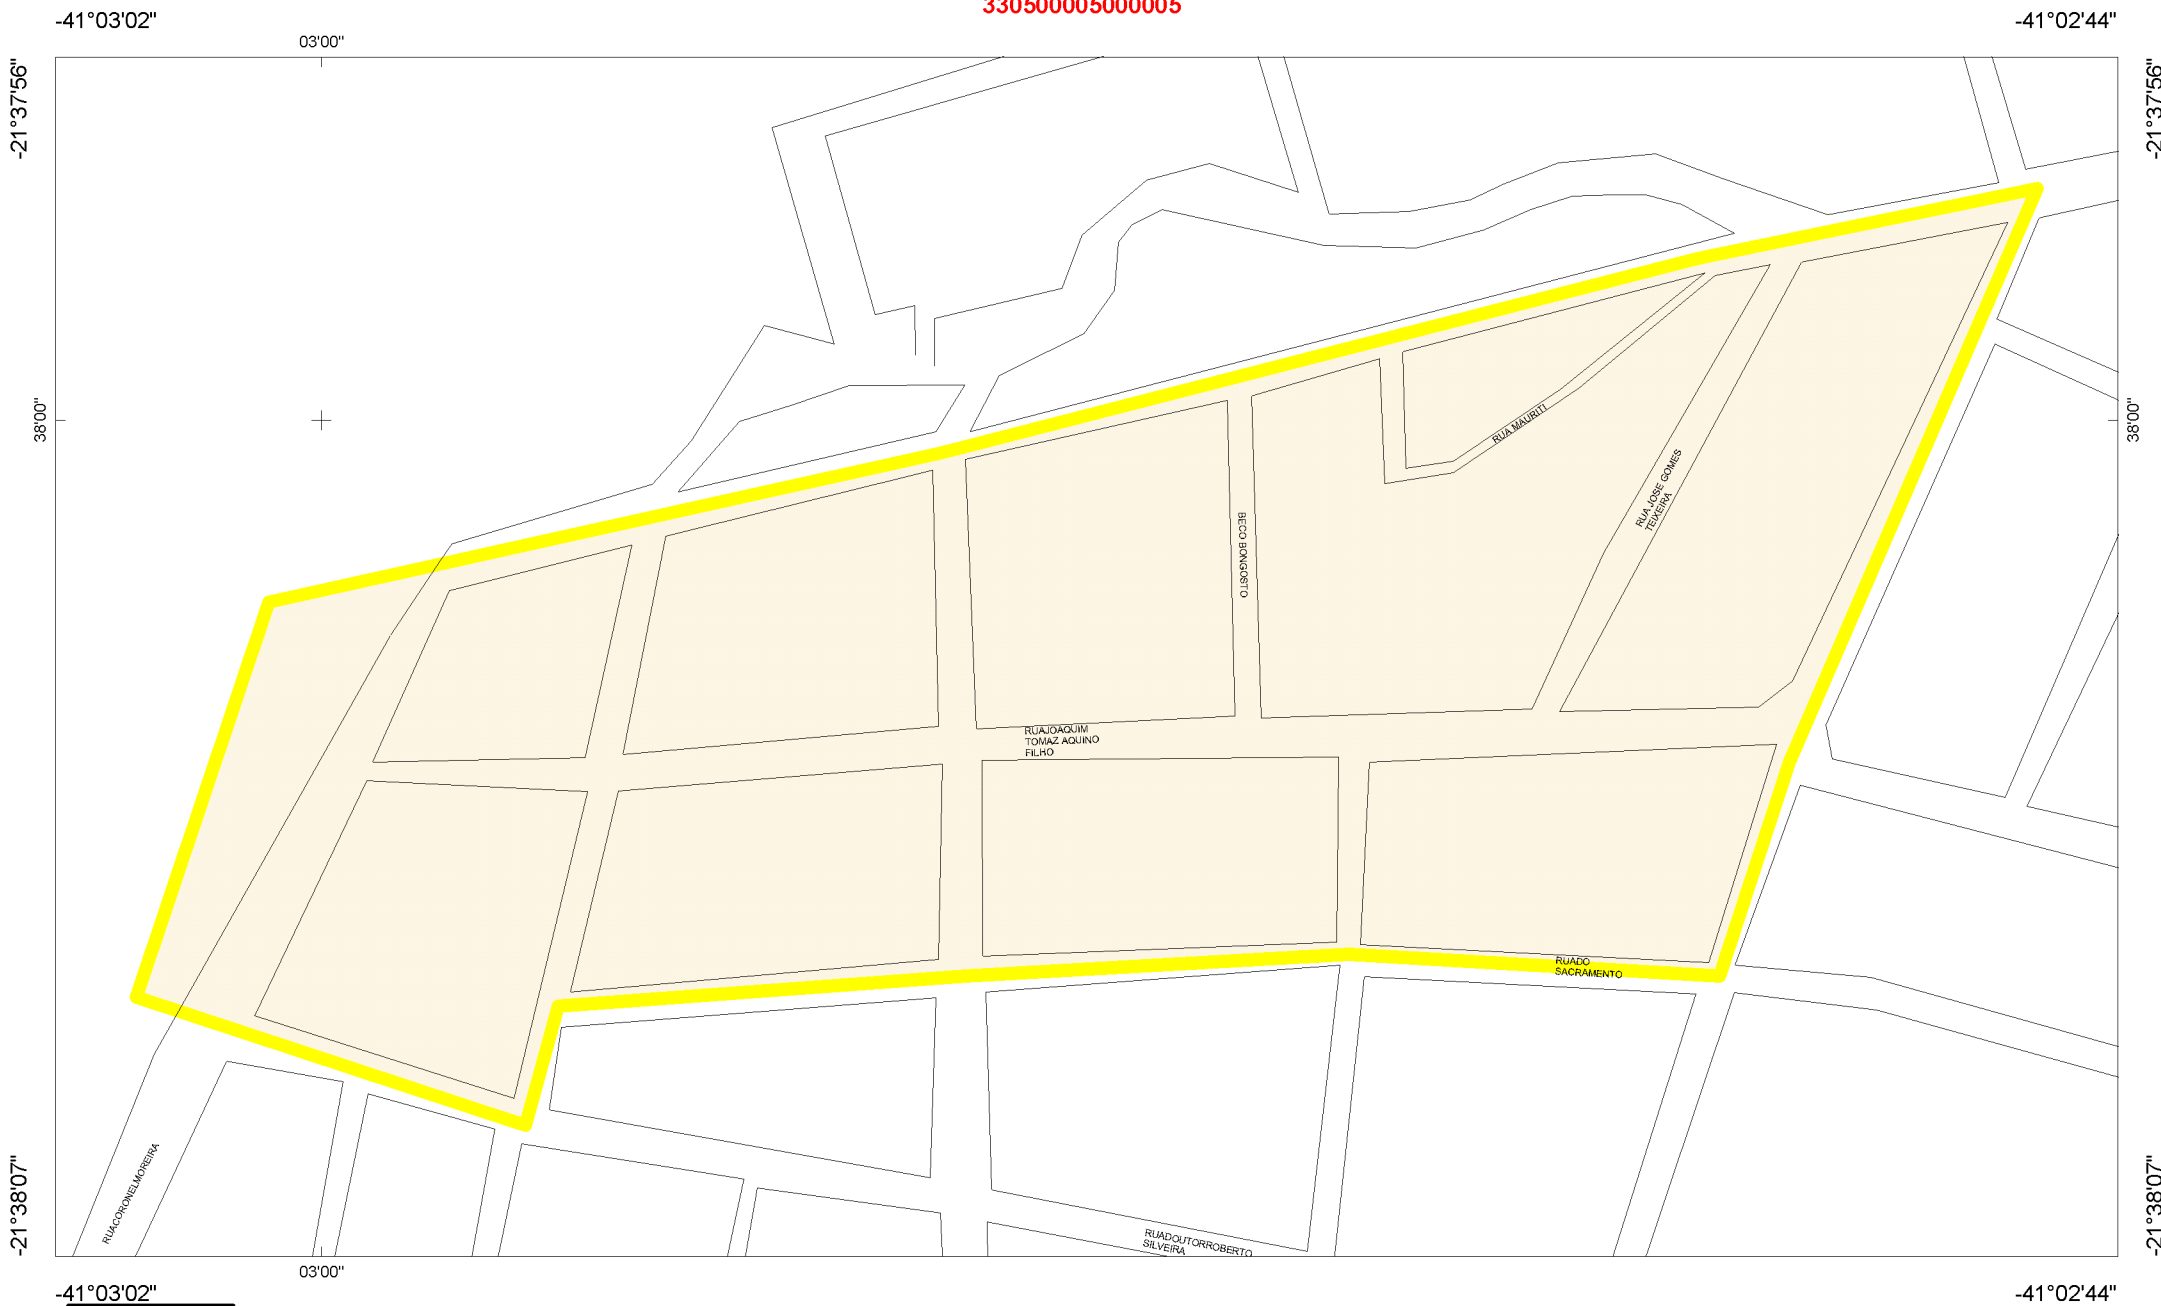 330500005000005
-41°03'02"
-41°02'44"
03'00"
-21°37'56"
-21°37'56"
38'00"
38'00"
RUA MAURITI
RUA JOSE GOMES
TEIXEIRA
BECO BONGOSTO
RUAJOAQUIM
TOMAZ AQUINO
FILHO
RUADO
SACRAMENTO
RUACORONELMOREIRA
RUADOUTORROBERTO
SILVEIRA
-21°38'07"
-21°38'07"
03'00"
-41°03'02"
-41°02'44"